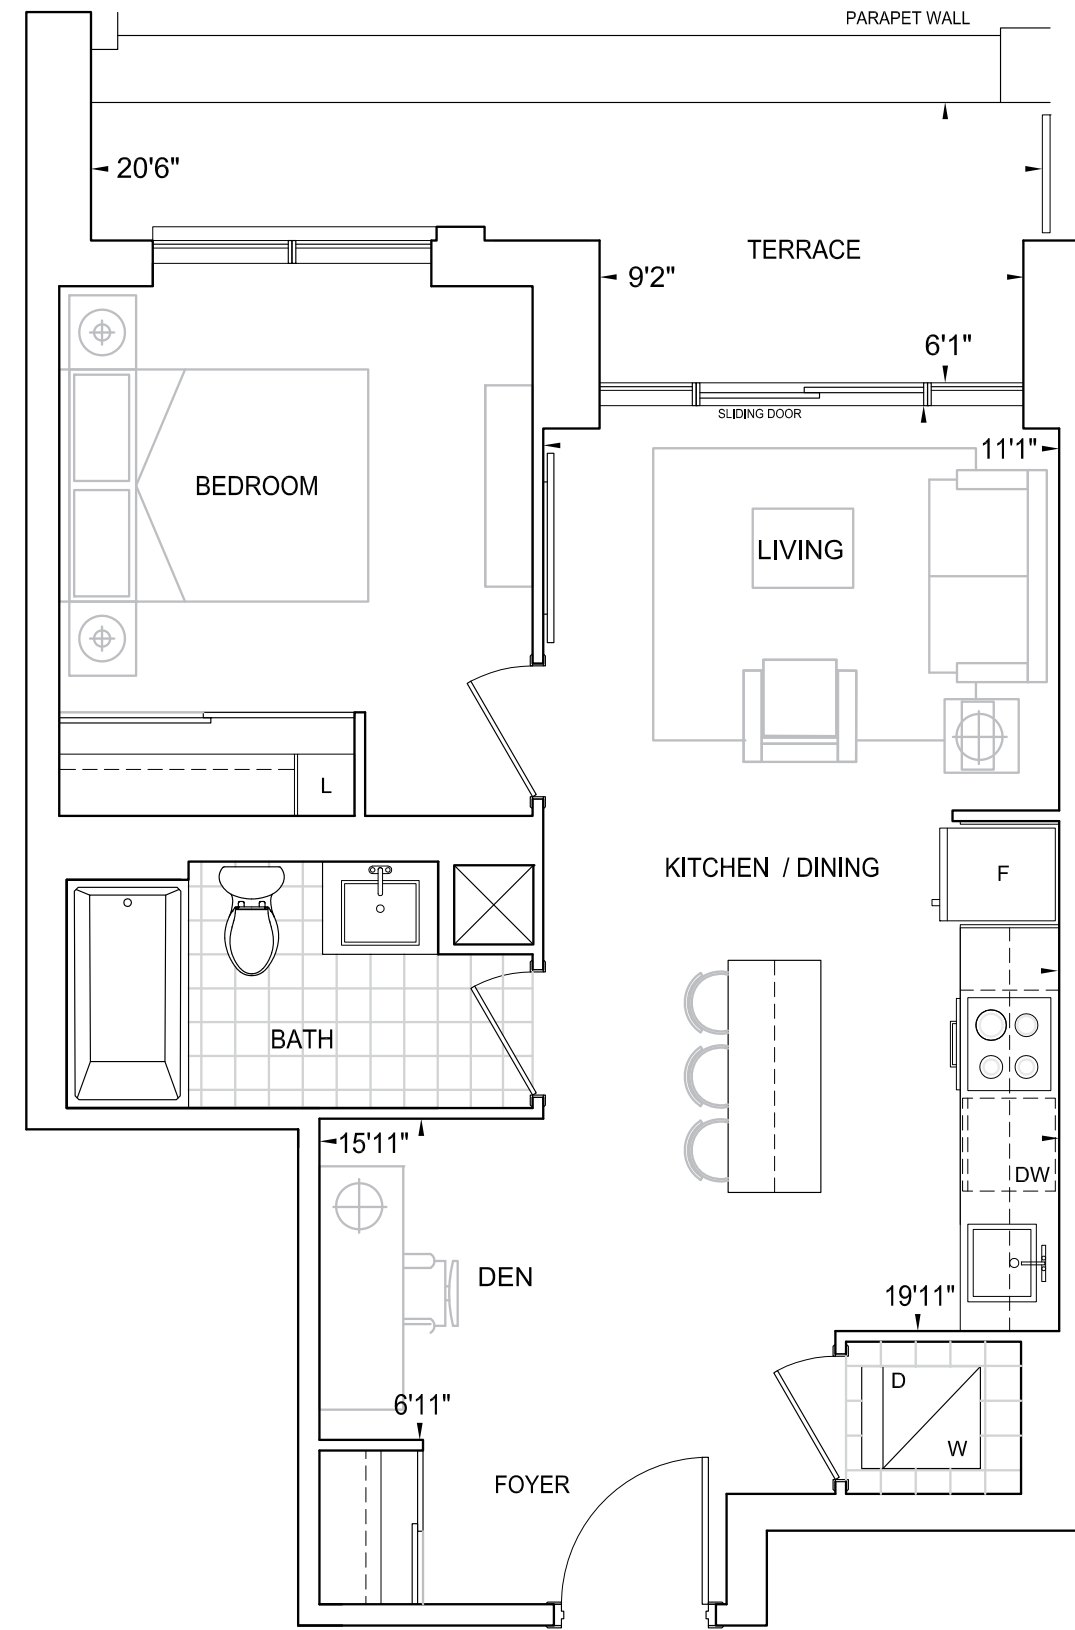 PARAPET WALL
20'6"
TERRACE
9'2"
6'1"
SLIDING DOOR
11'1"
BEDROOM
LIVING
L
KITCHEN / DINING
F
BATH
15'11"
DW
DEN
19'11"
D
6'11"
W
FOYER